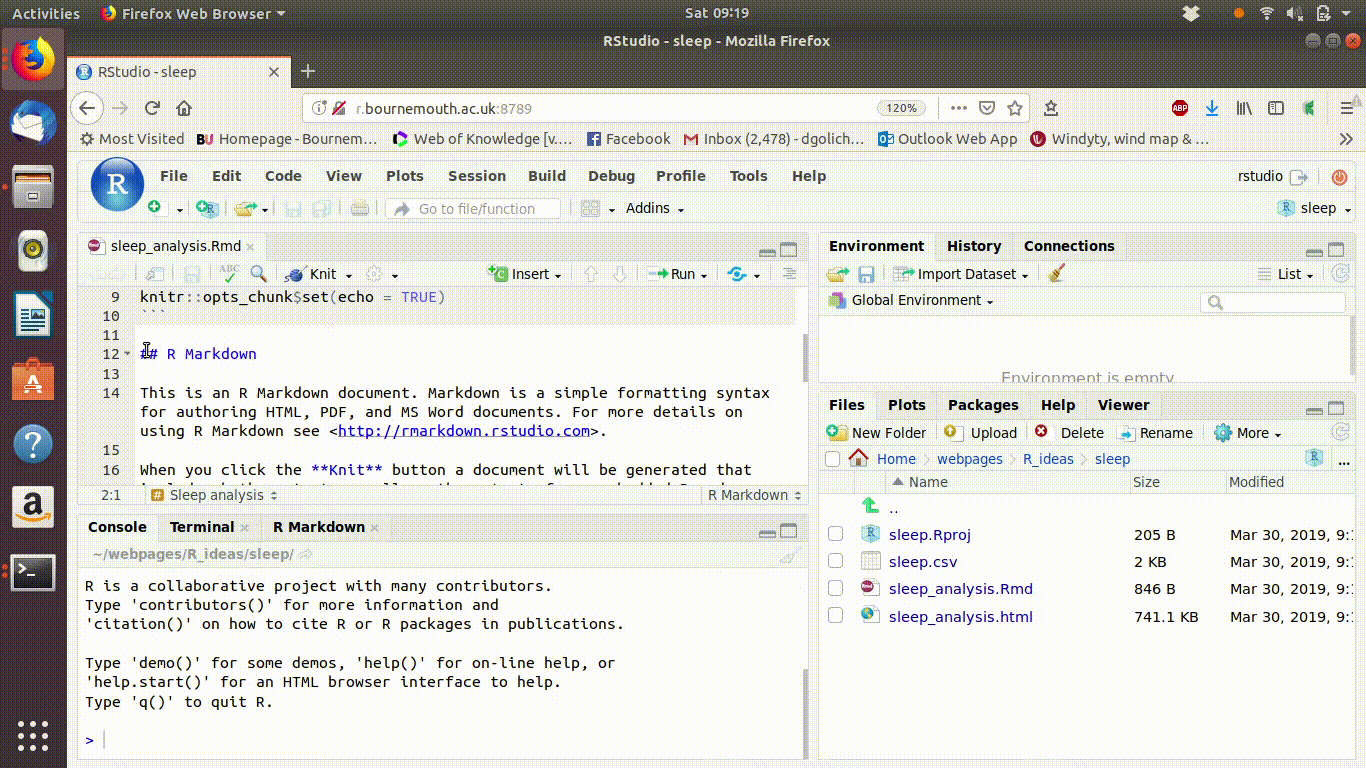 Activities Firefox Web Browser Sat 09:19
RStudio - sleep - Mozilla Firefox
RStudio - sleep
r.bournemouth.ac.uk:8789 120% ABP
Most Visited BU Homepage - Bournem… Web of Knowledge [v.… Facebook Inbox (2,478) - dgolich… Outlook Web App Windyty, wind map & …
R File Edit Code View Plots Session Build Debug Profile Tools Help rstudio
Go to file/function Addins sleep
sleep_analysis.Rmd
ABC Knit Insert Run
9 knitr::opts_chunk$set(echo = TRUE)
10 ```
11
12 ## R Markdown
13
14 This is an R Markdown document. Markdown is a simple formatting syntax
for authoring HTML, PDF, and MS Word documents. For more details on
using R Markdown see <http://rmarkdown.rstudio.com>.
15
16 When you click the **Knit** button a document will be generated that
2:1 # Sleep analysis R Markdown
Console Terminal R Markdown
~/webpages/R_ideas/sleep/
R is a collaborative project with many contributors.
Type 'contributors()' for more information and
'citation()' on how to cite R or R packages in publications.
Type 'demo()' for some demos, 'help()' for on-line help, or
'help.start()' for an HTML browser interface to help.
Type 'q()' to quit R.
>
Environment History Connections
Import Dataset List
Global Environment
Environment is empty
Files Plots Packages Help Viewer
New Folder Upload Delete Rename More
Home webpages R_ideas sleep ...
Name Size Modified
..
sleep.Rproj 205 B Mar 30, 2019, 9:
sleep.csv 2 KB Mar 30, 2019, 9:
sleep_analysis.Rmd 846 B Mar 30, 2019, 9:
sleep_analysis.html 741.1 KB Mar 30, 2019, 9: